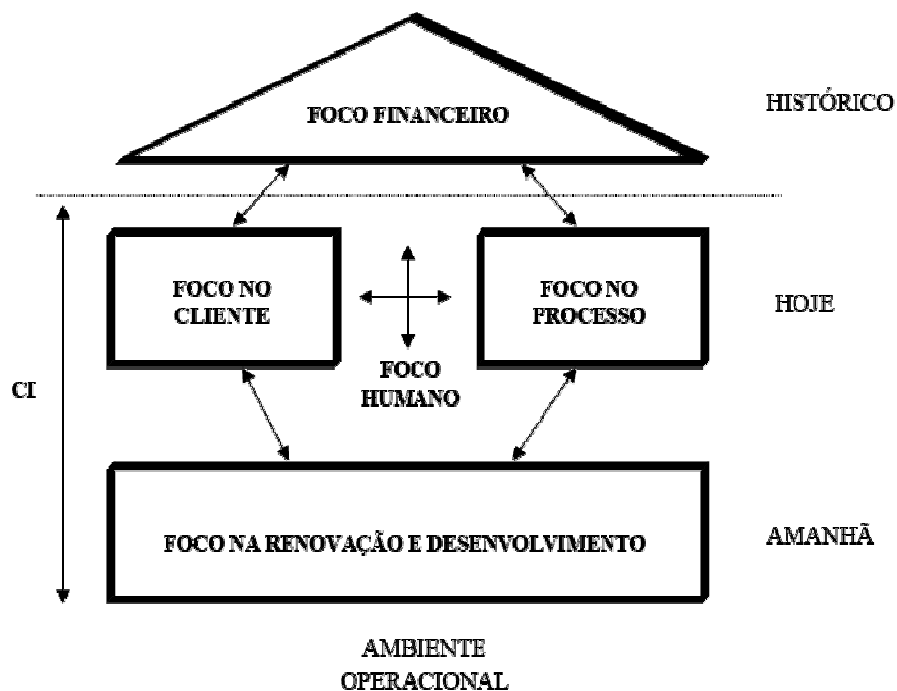 FOCO FINANCEIRO
HISTÓRICO
FOCO NO
CLIENTE
FOCO NO
PROCESSO
HOJE
FOCO
HUMANO
CI
FOCO NA RENOVAÇÃO E DESENVOLVIMENTO
AMANHÃ
AMBIENTE
OPERACIONAL